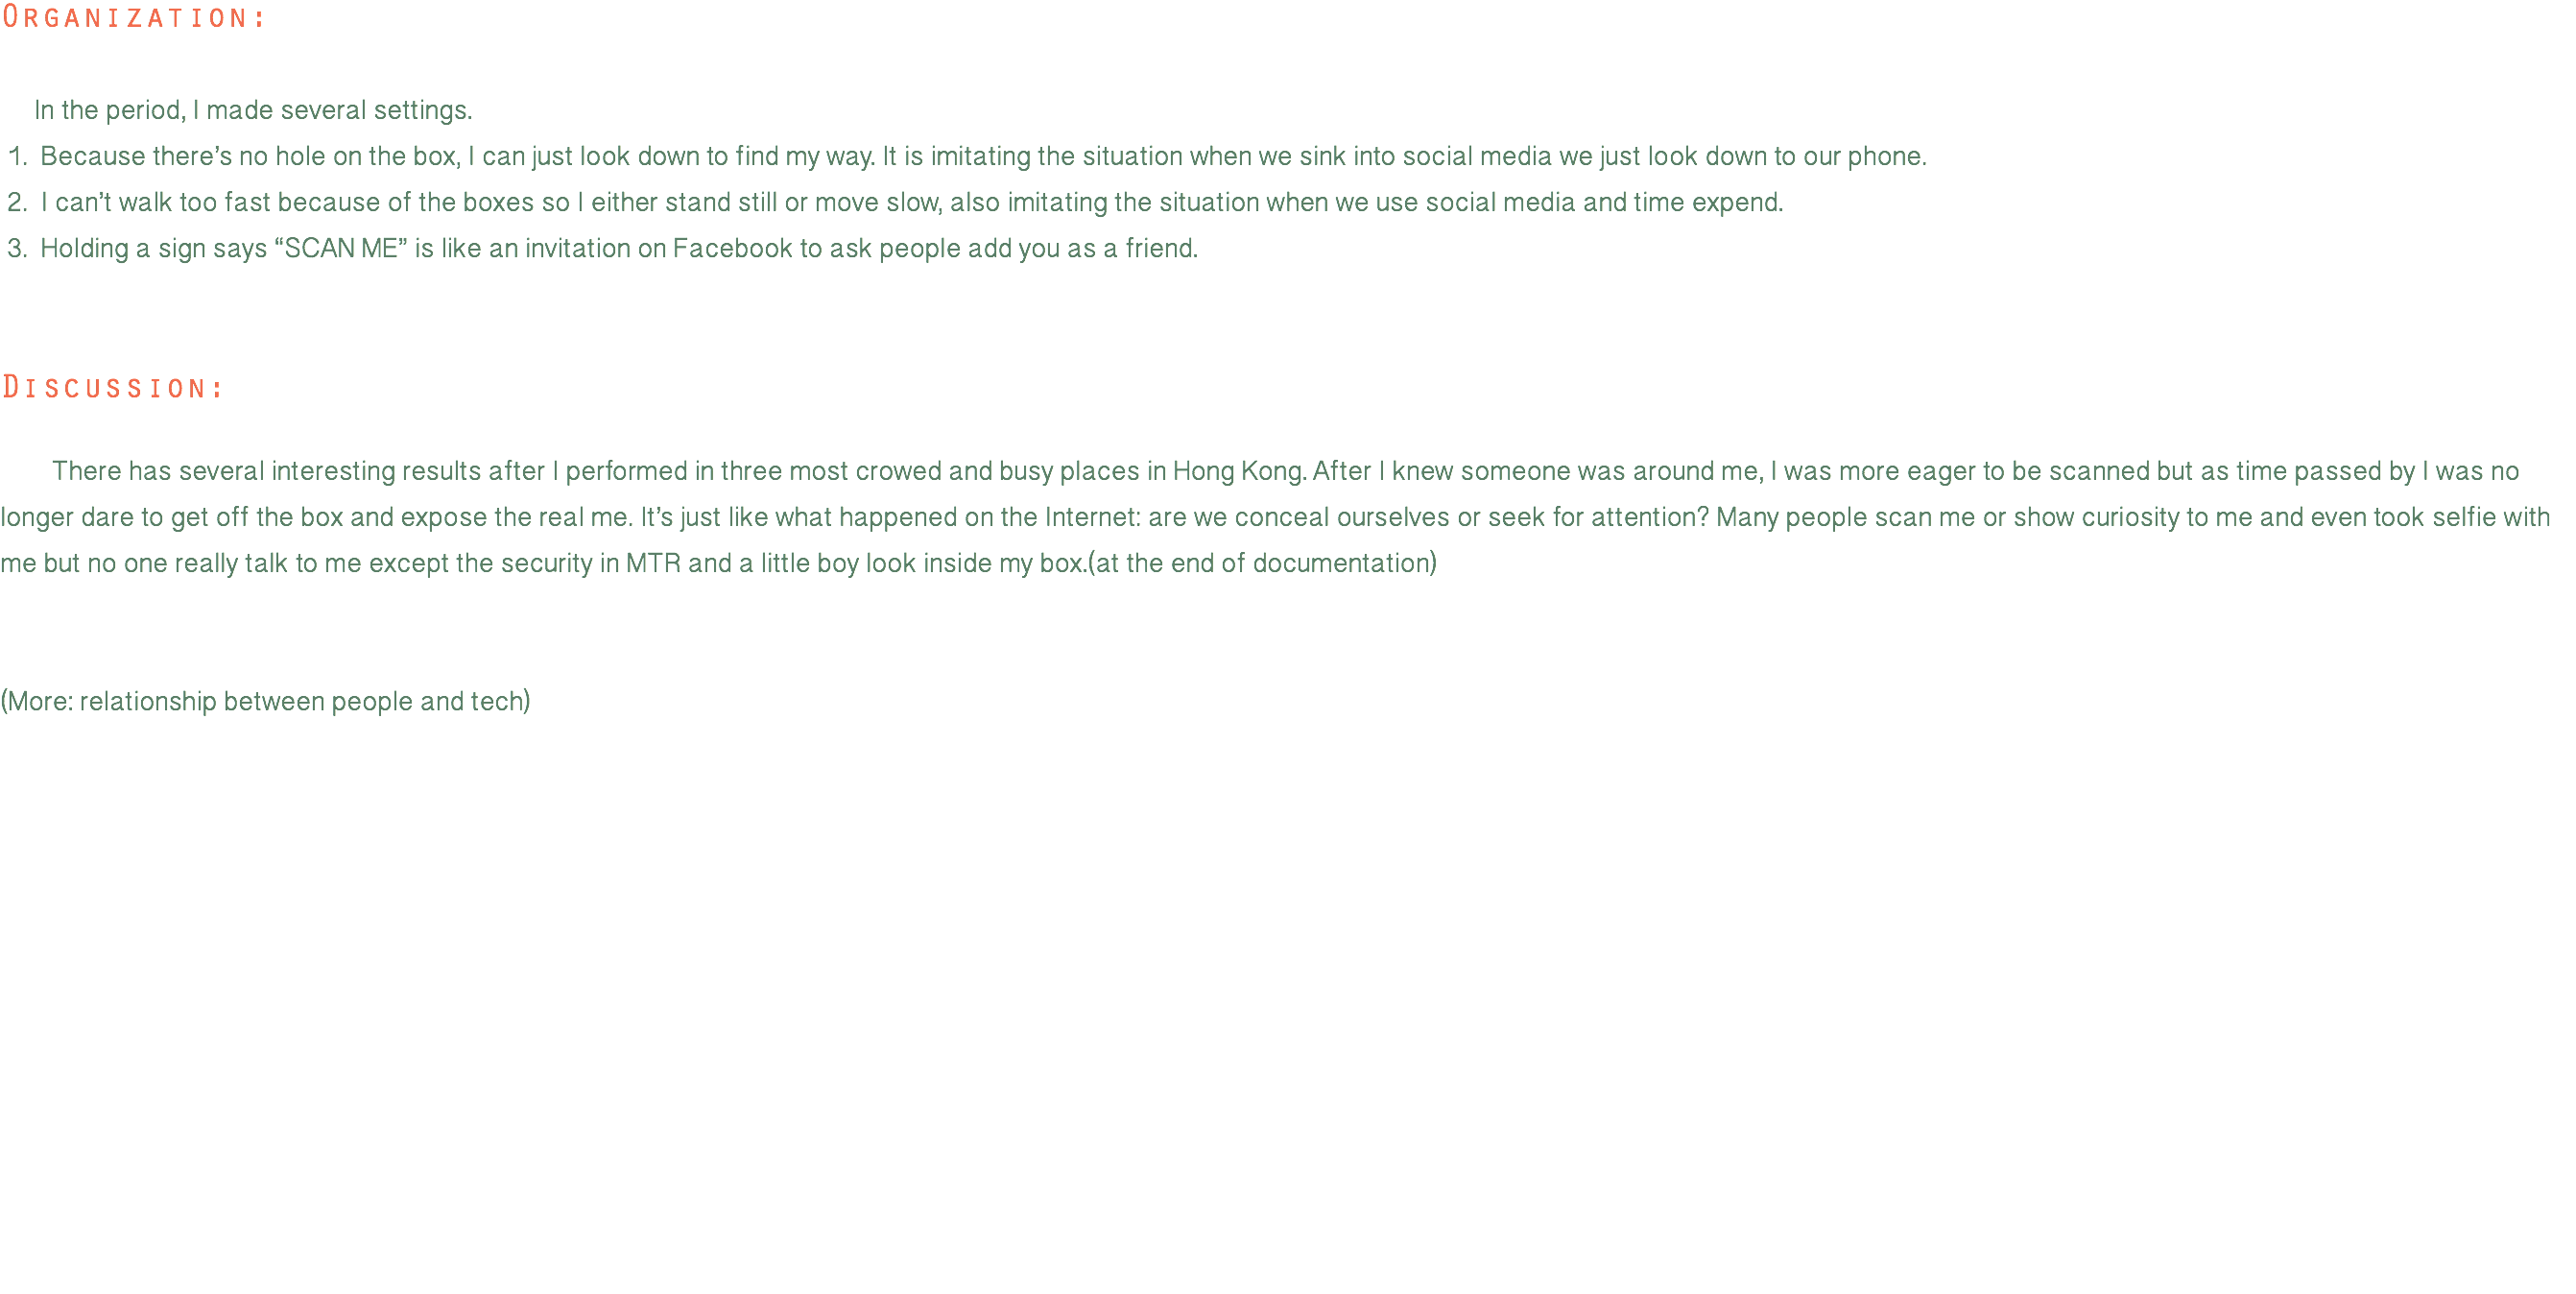 Organization:
In the period, I made several settings.
1. Because there’s no hole on the box, I can just look down to find my way. It is imitating the situation when we sink into social media we just look down to our phone.
2. I can’t walk too fast because of the boxes so I either stand still or move slow, also imitating the situation when we use social media and time expend.
3. Holding a sign says “SCAN ME” is like an invitation on Facebook to ask people add you as a friend.
Discussion:
There has several interesting results after I performed in three most crowed and busy places in Hong Kong. After I knew someone was around me, I was more eager to be scanned but as time passed by I was no
longer dare to get off the box and expose the real me. It’s just like what happened on the Internet: are we conceal ourselves or seek for attention? Many people scan me or show curiosity to me and even took selfie with
me but no one really talk to me except the security in MTR and a little boy look inside my box.(at the end of documentation)
(More: relationship between people and tech)